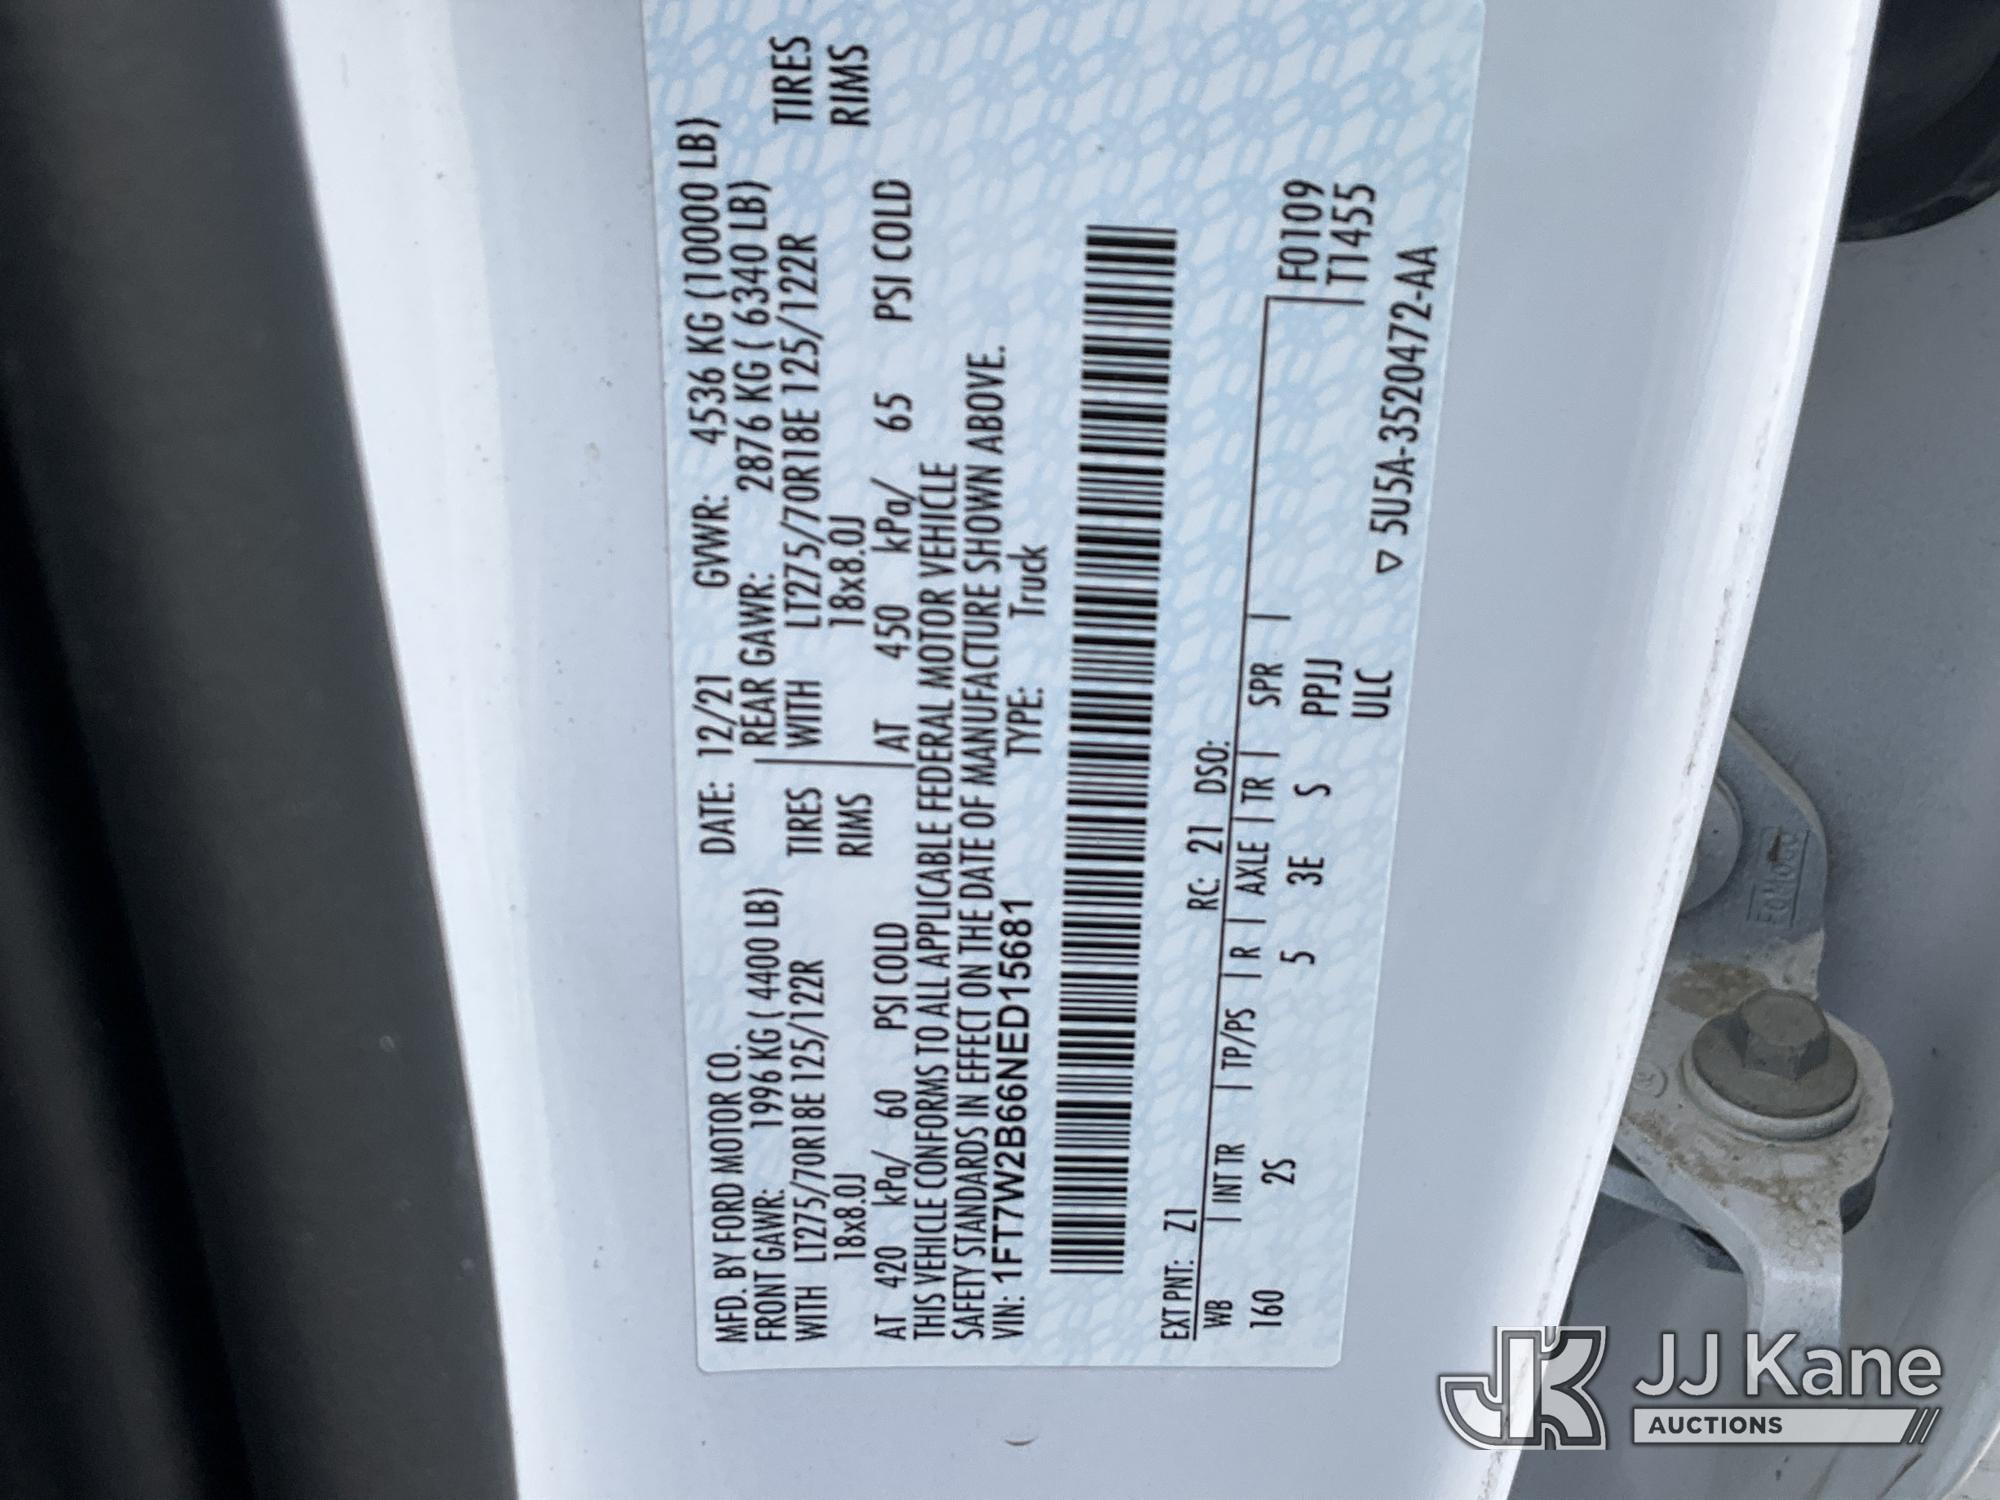 MFD. BY FORD MOTOR CO. DATE: 12/21 GVWR: 4536 KG (10000 LB)
FRONT GAWR: 1996 KG ( 4400 LB) REAR GAWR: 2876 KG ( 6340 LB)
WITH LT275/70R18E 125/122R TIRES WITH LT275/70R18E 125/122R TIRES
18x8.0J RIMS 18x8.0J RIMS
AT 420 kPa/ 60 PSI COLD AT 450 kPa/ 65 PSI COLD
THIS VEHICLE CONFORMS TO ALL APPLICABLE FEDERAL MOTOR VEHICLE
SAFETY STANDARDS IN EFFECT ON THE DATE OF MANUFACTURE SHOWN ABOVE.
VIN: 1FT7W2B66NED15681 TYPE: Truck
EXT PNT: Z1 RC: 21 DSO:
WB | INT TR | TP/PS | R | AXLE | TR | SPR | F0109
160 2S 5 3E S PPJJ T1455
ULC
▽ 5U5A-3520472-AA
FoMoCo
JK JJ Kane
AUCTIONS